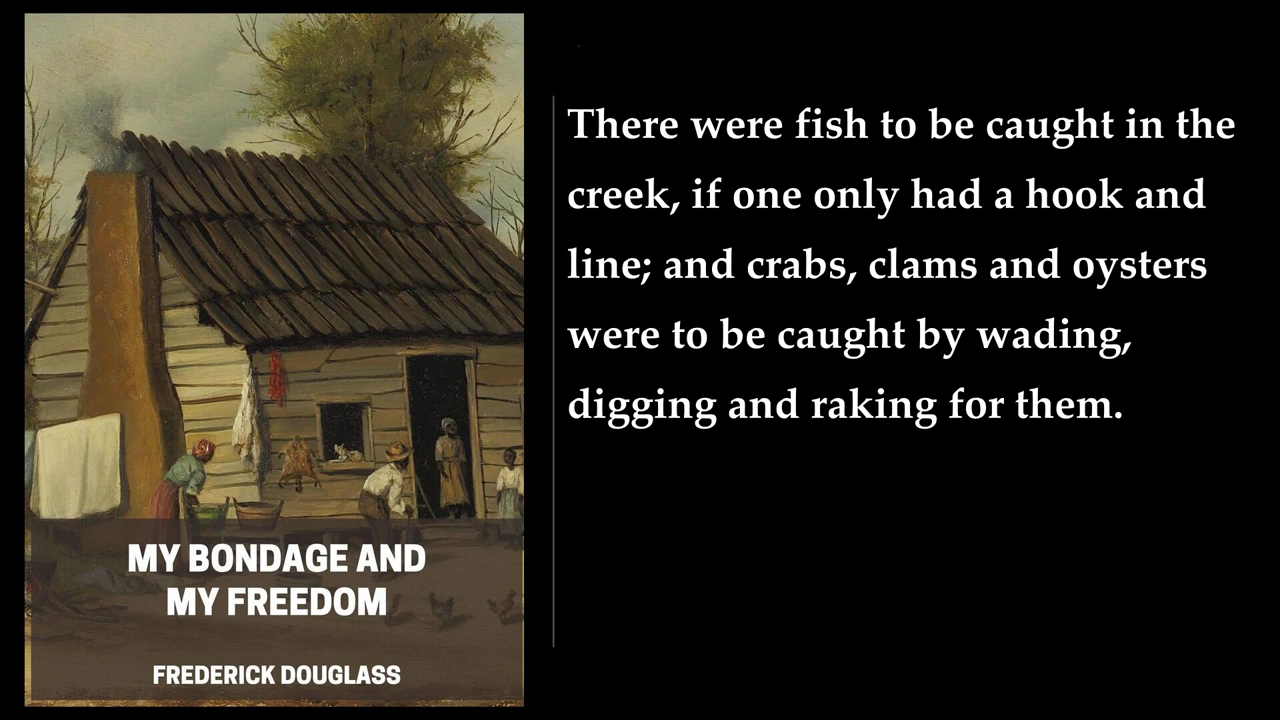 There were fish to be caught in the
creek, if one only had a hook and
line; and crabs, clams and oysters
were to be caught by wading,
digging and raking for them.
MY BONDAGE AND
MY FREEDOM
FREDERICK DOUGLASS